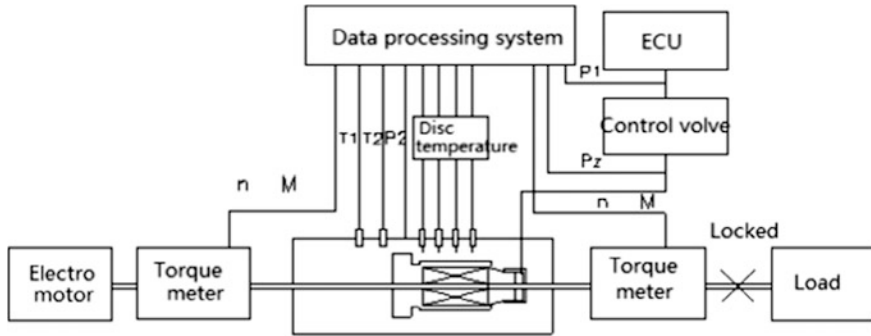 Data processing system
ECU
P1
Control volve
Pz
T1
T2
P2
Disc
temperature
n M
n M
Locked
Electro
motor
Torque
meter
Torque
meter
Load